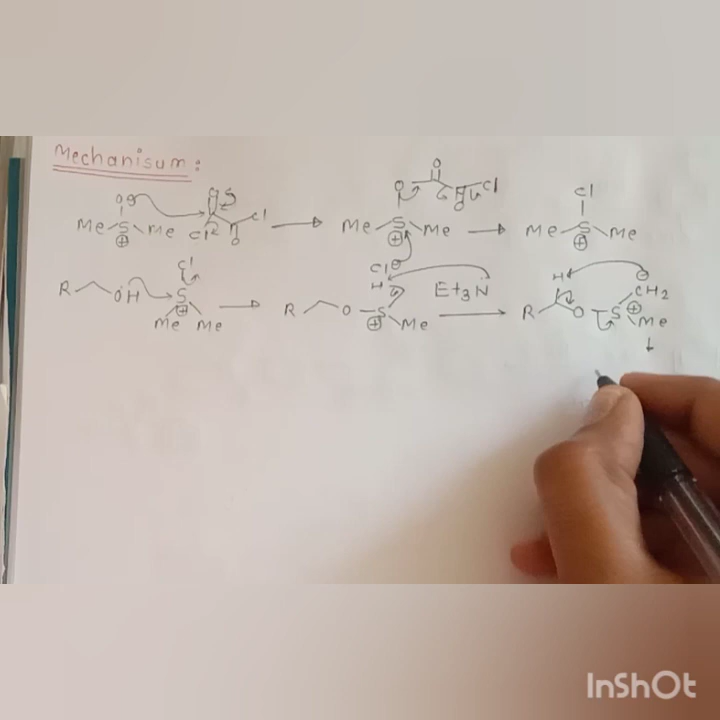 Mechanisum:
O
O
Cl
Me S Me Cl O
⊕
O
O Cl
O
Me S Me
⊕
Cl⊖
Cl
Me S Me
⊕
Cl
R OH S
⊕
Me Me
H
R O S Me
⊕
Et3N
H ⊖
CH2
R O S ⊕
Me
InShOt